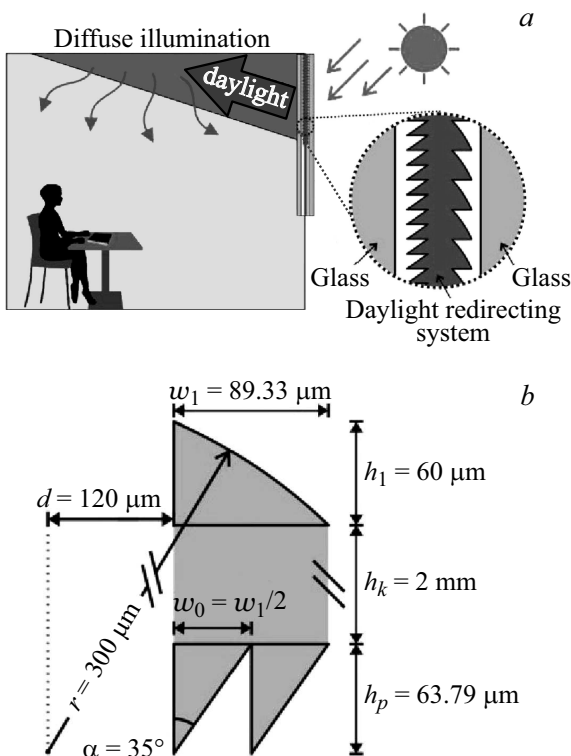 a
Diffuse illumination
daylight
Glass
Glass
Daylight redirecting
system
b
w₁ = 89.33 μm
h₁ = 60 μm
d = 120 μm
w₀ = w₁/2
hₖ = 2 mm
r = 300 μm
hₚ = 63.79 μm
α = 35°